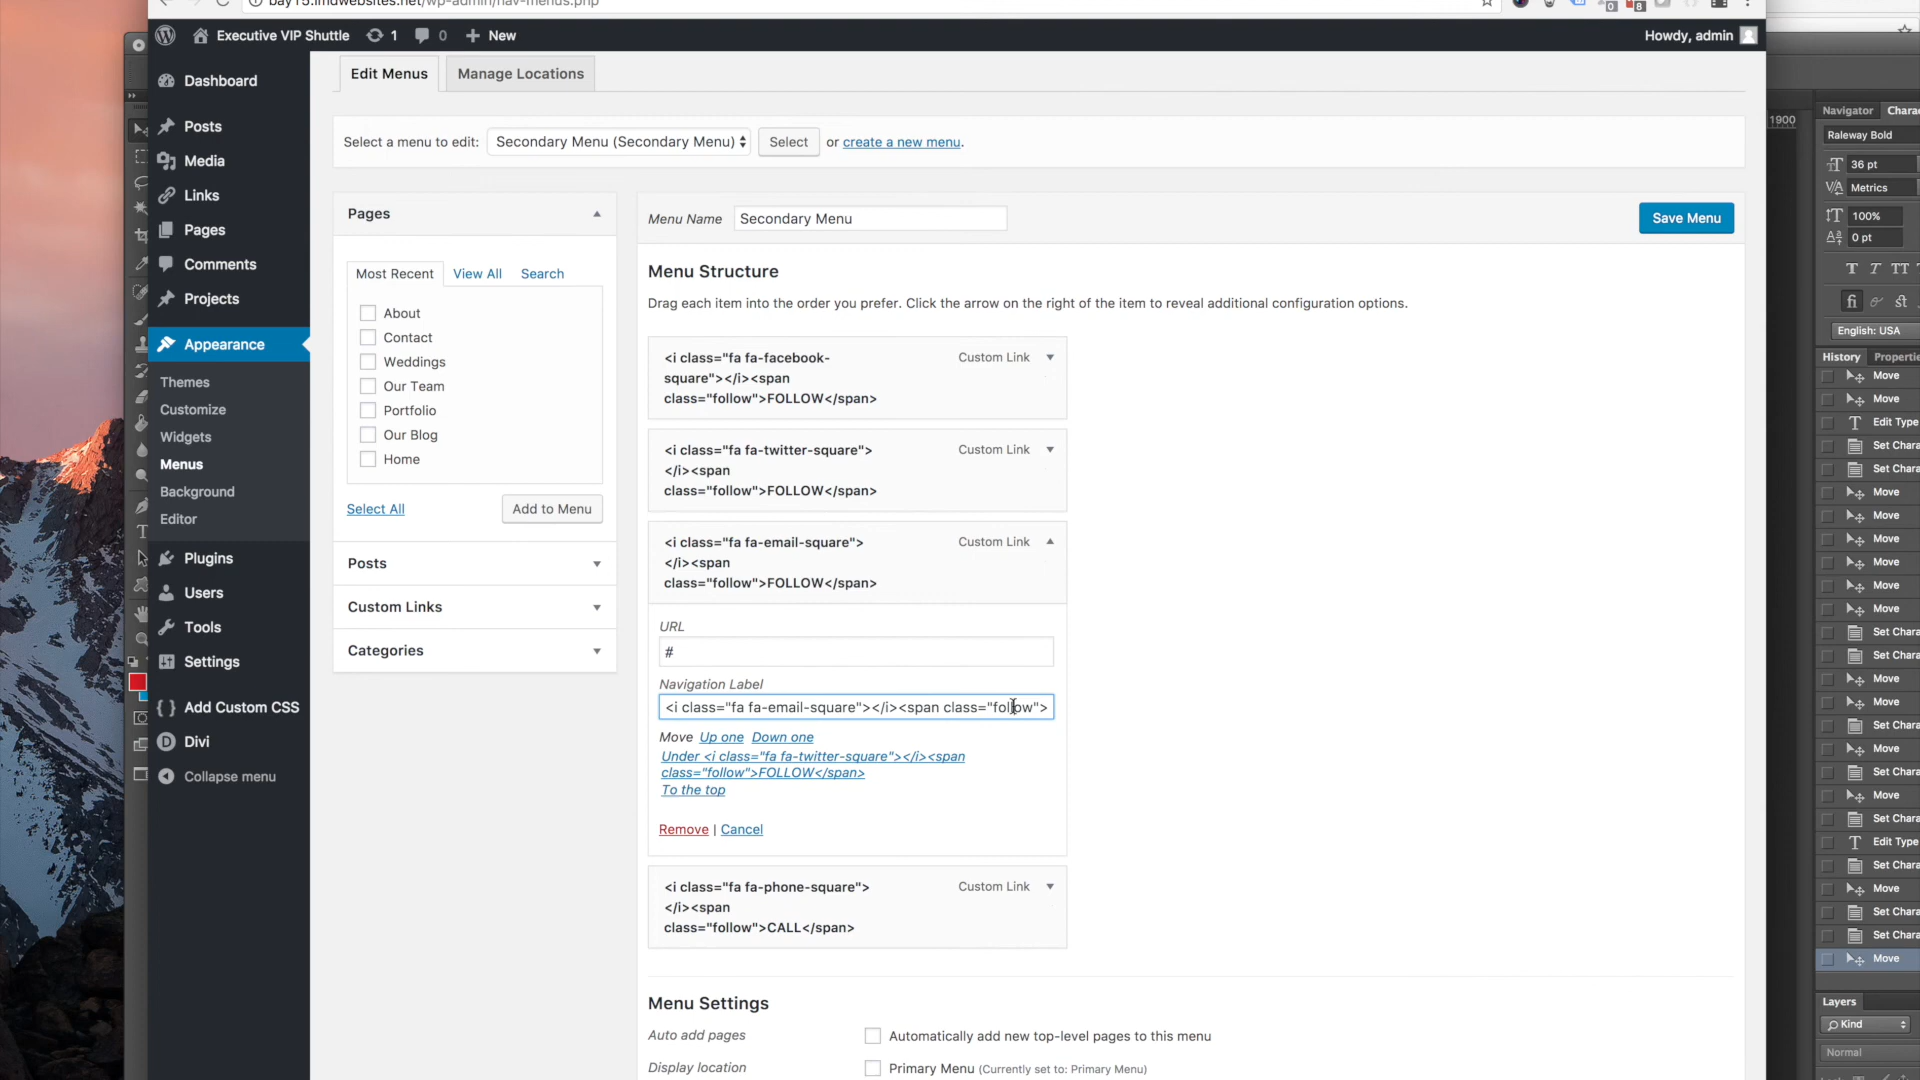 bay15.imdwebsites.net/wp-admin/nav-menus.php
0
8
Executive VIP Shuttle
1
0
New
Howdy, admin
Dashboard
Posts
Media
Links
Pages
Comments
Projects
Appearance
Themes
Customize
Widgets
Menus
Background
Editor
Plugins
Users
Tools
Settings
Add Custom CSS
Divi
Collapse menu
Edit Menus
Manage Locations
Select a menu to edit: Secondary Menu (Secondary Menu) Select or create a new menu.
Pages
Most Recent View All Search
About
Contact
Weddings
Our Team
Portfolio
Our Blog
Home
Select All
Add to Menu
Posts
Custom Links
Categories
Menu Name Secondary Menu
Save Menu
Menu Structure
Drag each item into the order you prefer. Click the arrow on the right of the item to reveal additional configuration options.
<i class="fa fa-facebook- Custom Link
square"></i><span
class="follow">FOLLOW</span>
<i class="fa fa-twitter-square"> Custom Link
</i><span
class="follow">FOLLOW</span>
<i class="fa fa-email-square"> Custom Link
</i><span
class="follow">FOLLOW</span>
URL
#
Navigation Label
<i class="fa fa-email-square"></i><span class="follow">
Move Up one Down one
Under <i class="fa fa-twitter-square"></i><span
class="follow">FOLLOW</span>
To the top
Remove | Cancel
<i class="fa fa-phone-square"> Custom Link
</i><span
class="follow">CALL</span>
Menu Settings
Auto add pages Automatically add new top-level pages to this menu
Display location Primary Menu (Currently set to: Primary Menu)
1900
Navigator Chara
Raleway Bold
36 pt
Metrics
100%
0 pt
T T TT
fi st
English: USA
History Propertie
Move
Move
Edit Type
Set Chara
Set Chara
Move
Move
Move
Move
Move
Move
Set Chara
Set Chara
Move
Move
Set Chara
Move
Set Chara
Move
Set Chara
Edit Type
Set Chara
Move
Set Chara
Set Chara
Move
Layers
Kind
Normal